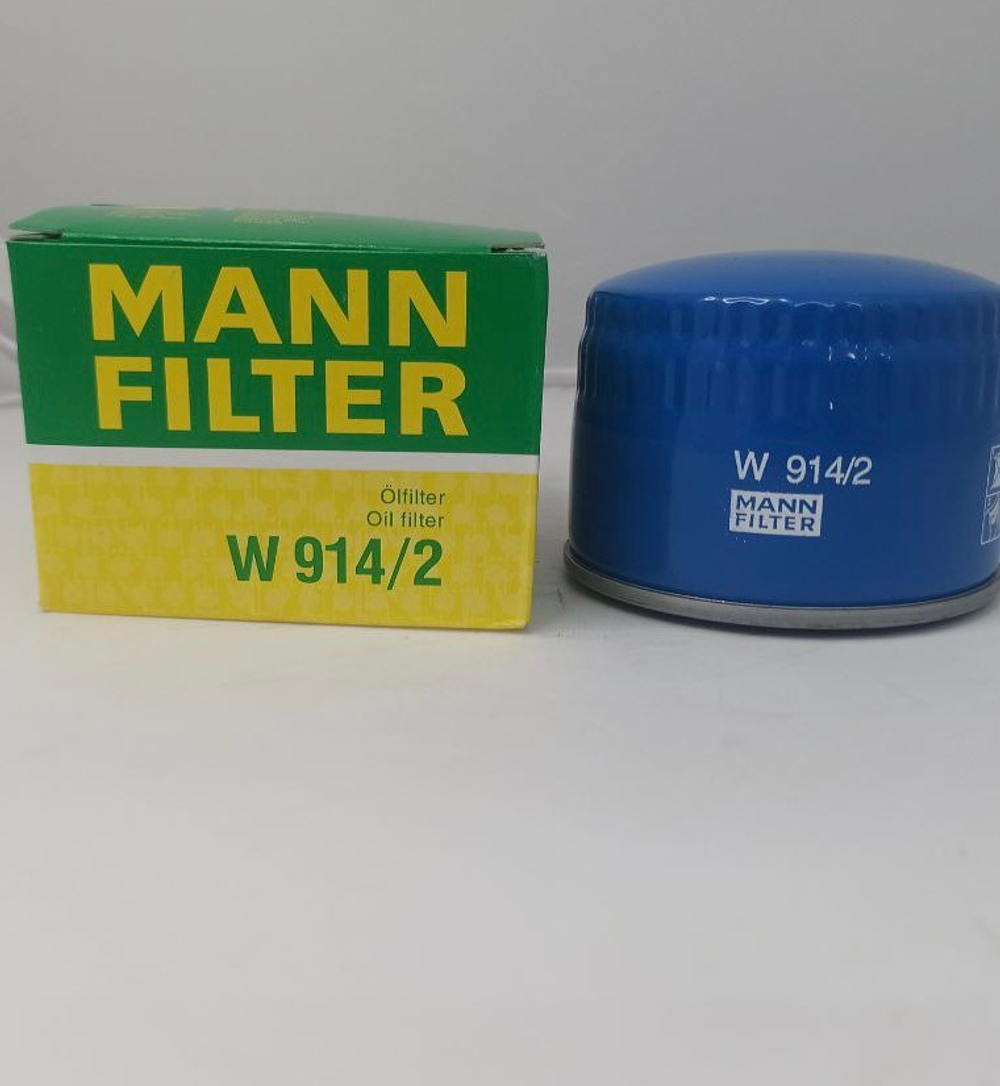 MANN
FILTER
Ölfilter
Oil filter
W 914/2
W 914/2
MANN
FILTER